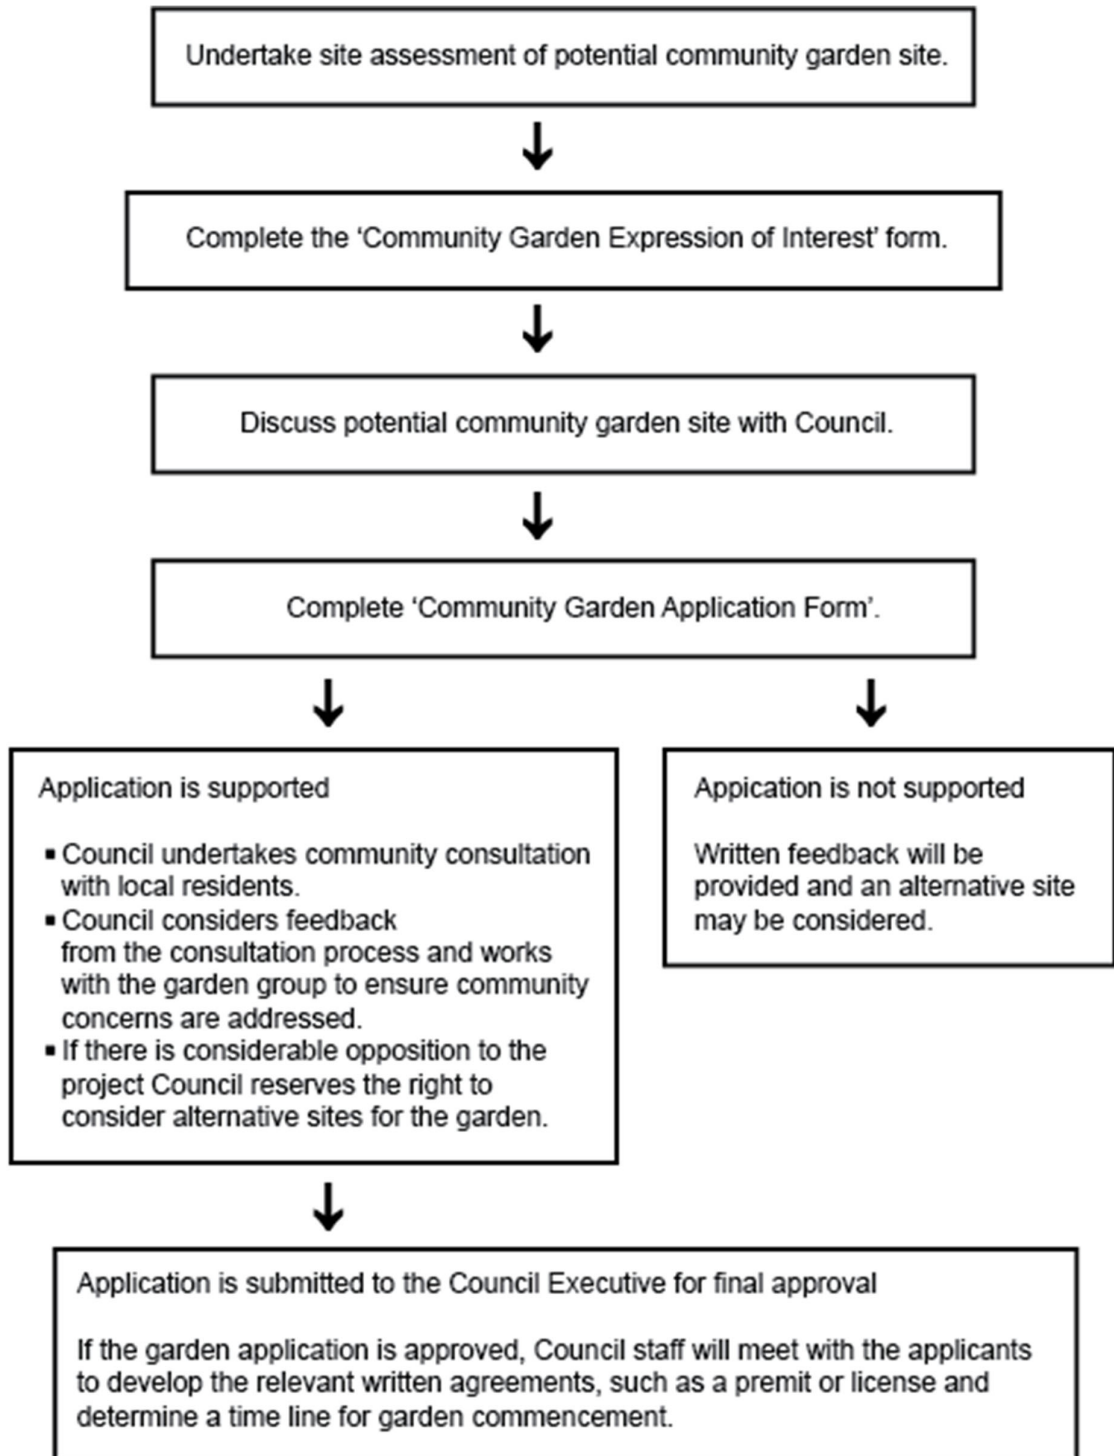 Undertake site assessment of potential community garden site.
Complete the ‘Community Garden Expression of Interest’ form.
Discuss potential community garden site with Council.
Complete ‘Community Garden Application Form’.
Application is supported
▪ Council undertakes community consultation
with local residents.
▪ Council considers feedback
from the consultation process and works
with the garden group to ensure community
concerns are addressed.
▪ If there is considerable opposition to the
project Council reserves the right to
consider alternative sites for the garden.
Appication is not supported
Written feedback will be
provided and an alternative site
may be considered.
Application is submitted to the Council Executive for final approval
If the garden application is approved, Council staff will meet with the applicants
to develop the relevant written agreements, such as a premit or license and
determine a time line for garden commencement.